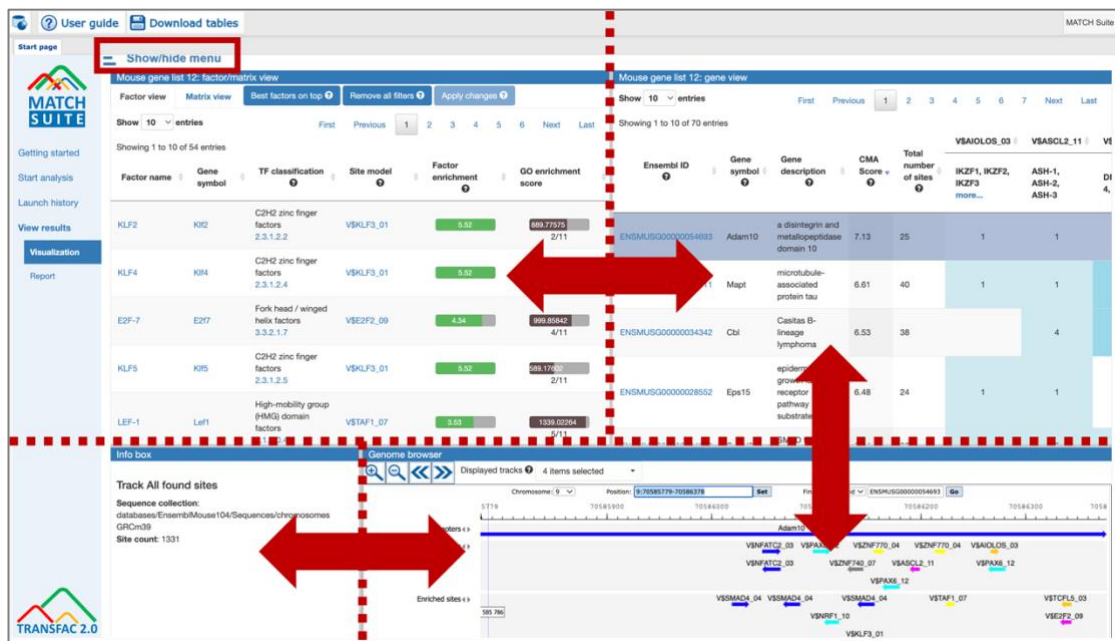 User guide Download tables
MATCH Suite
Start page
Show/hide menu
MATCH
SUITE
Getting started
Start analysis
Launch history
View results
Visualization
Report
TRANSFAC 2.0
Mouse gene list 12: factor/matrix view
Factor view Matrix view Best factors on top Remove all filters Apply changes
Show 10 entries First Previous 1 2 3 4 5 6 Next Last
Showing 1 to 10 of 54 entries
Factor name Gene symbol TF classification Site model Factor enrichment GO enrichment score
KLF2 Klf2 C2H2 zinc finger factors 2.3.1.2.2 V$KLF3_01 5.52 889.77575 2/11
KLF4 Klf4 C2H2 zinc finger factors 2.3.1.2.4 V$KLF3_01 5.52
E2F-7 E2f7 Fork head / winged helix factors 3.3.2.1.7 V$E2F2_09 4.34 999.85842 4/11
KLF5 Klf5 C2H2 zinc finger factors 2.3.1.2.5 V$KLF3_01 5.52 589.17602 2/11
LEF-1 Lef1 High-mobility group (HMG) domain factors V$TAF1_07 3.53 1339.02264 5/11
Mouse gene list 12: gene view
Show 10 entries First Previous 1 2 3 4 5 6 7 Next Last
Showing 1 to 10 of 70 entries
V$AIOLOS_03 V$ASCL2_11
Ensembl ID Gene symbol Gene description CMA Score Total number of sites IKZF1, IKZF2, IKZF3 more... ASH-1, ASH-2, ASH-3
ENSMUSG00000054693 Adam10 a disintegrin and metallopeptidase domain 10 7.13 25 1 1
Mapt microtubule-associated protein tau 6.61 40 1 1
ENSMUSG00000034342 Cbl Casitas B-lineage lymphoma 6.53 38 4
ENSMUSG00000028552 Eps15 receptor pathway substrate 6.48 24 1 1
Info box
Track All found sites
Sequence collection:
databases/EnsemblMouse104/Sequences/chromosomes
GRCm39
Site count: 1331
Genome browser
Displayed tracks 4 items selected
Chromosome: 9 Position: 9:70585779-70586378 Set ENSMUSG00000054693 Go
5779 70585900 70586000 70586200 70586300 7058
Adam10
V$NFATC2_03 V$ZNF770_04 V$ZNF770_04 V$AIOLOS_03
V$NFATC2_03 V$ZNF740_07 V$ASCL2_11 V$PAX6_12
V$PAX6_12
Enriched sites V$SMAD4_04 V$SMAD4_04 V$SMAD4_04 V$TAF1_07 V$TCFL5_03
585 786 V$NRF1_10 V$E2F2_09
V$KLF3_01